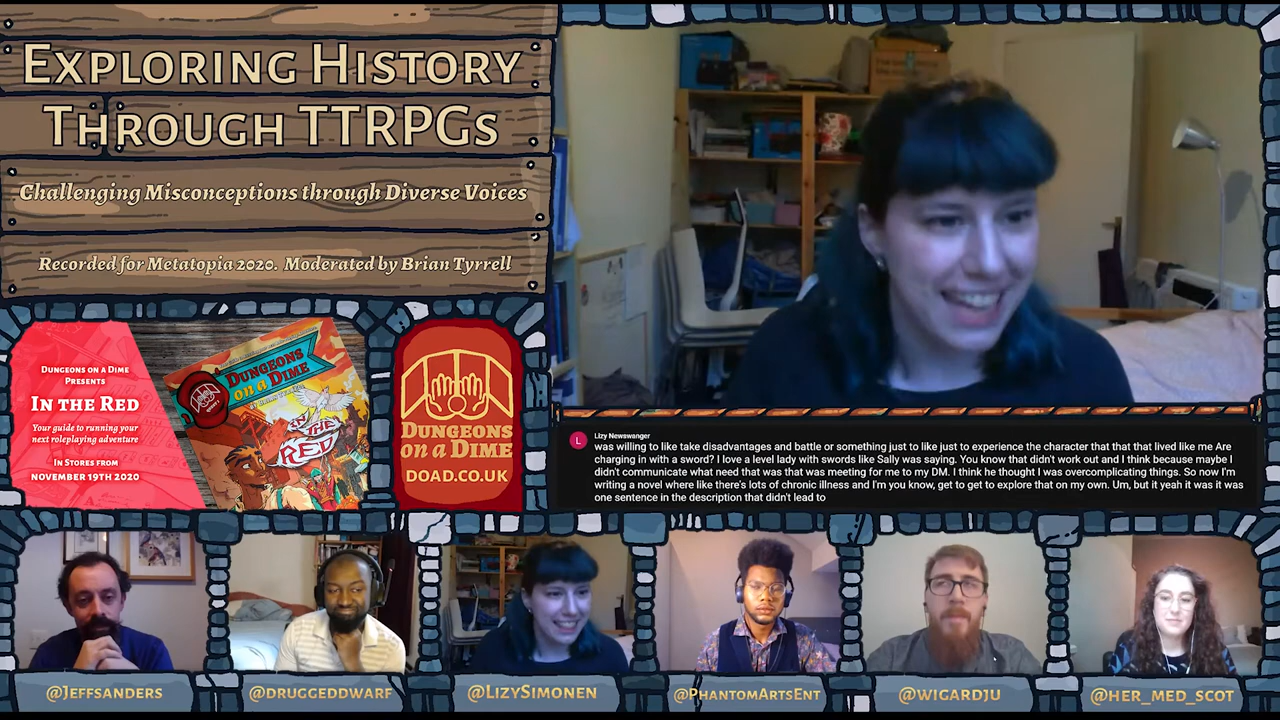 Exploring History
Through TTRPGs
Challenging Misconceptions through Diverse Voices
Recorded for Metatopia 2020. Moderated by Brian Tyrrell
Dungeons on a Dime
Presents
In the Red
Your guide to running your
next roleplaying adventure
In Stores from
November 19th 2020
Dungeons
on a Dime
In the
Red
Dungeons
on a Dime
DOAD.CO.UK
L
Lizy Newswanger
was willing to like take disadvantages and battle or something just to like just to experience the character that that that lived like me Are
charging in with a sword? I love a level lady with swords like Sally was saying. You know that didn't work out and I think because maybe I
didn't communicate what need that was that was meeting for me to my DM. I think he thought I was overcomplicating things. So now I'm
writing a novel where like there's lots of chronic illness and I'm you know, get to get to explore that on my own. Um, but it yeah it was it was
one sentence in the description that didn't lead to
@Jeffsanders
@druggeddwarf
@LizySimonen
@PhantomArtsEnt
@wigardju
@her_med_scot